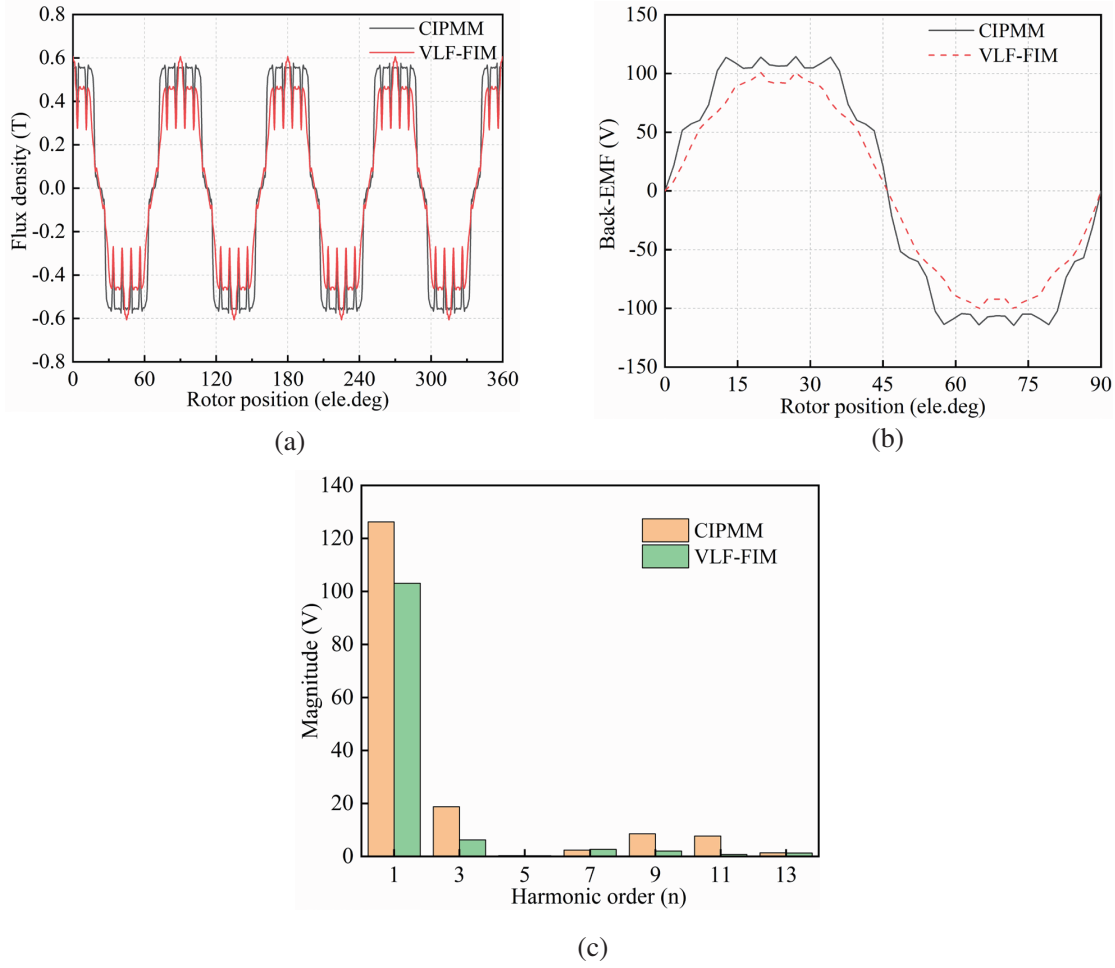 0.8
0.6
0.4
0.2
0.0
-0.2
-0.4
-0.6
-0.8
Flux density (T)
CIPMM
VLF-FIM
0 60 120 180 240 300 360
Rotor position (ele.deg)
(a)
150
100
50
0
-50
-100
-150
Back-EMF (V)
CIPMM
VLF-FIM
0 15 30 45 60 75 90
Rotor position (ele.deg)
(b)
140
120
100
80
60
40
20
0
Magnitude (V)
CIPMM
VLF-FIM
1 3 5 7 9 11 13
Harmonic order (n)
(c)